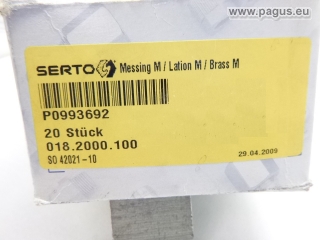 www.pagus.eu
SERTO Messing M / Lation M / Brass M
P0993692
20 Stück
018.2000.100
SO 42021-10
29.04.2009